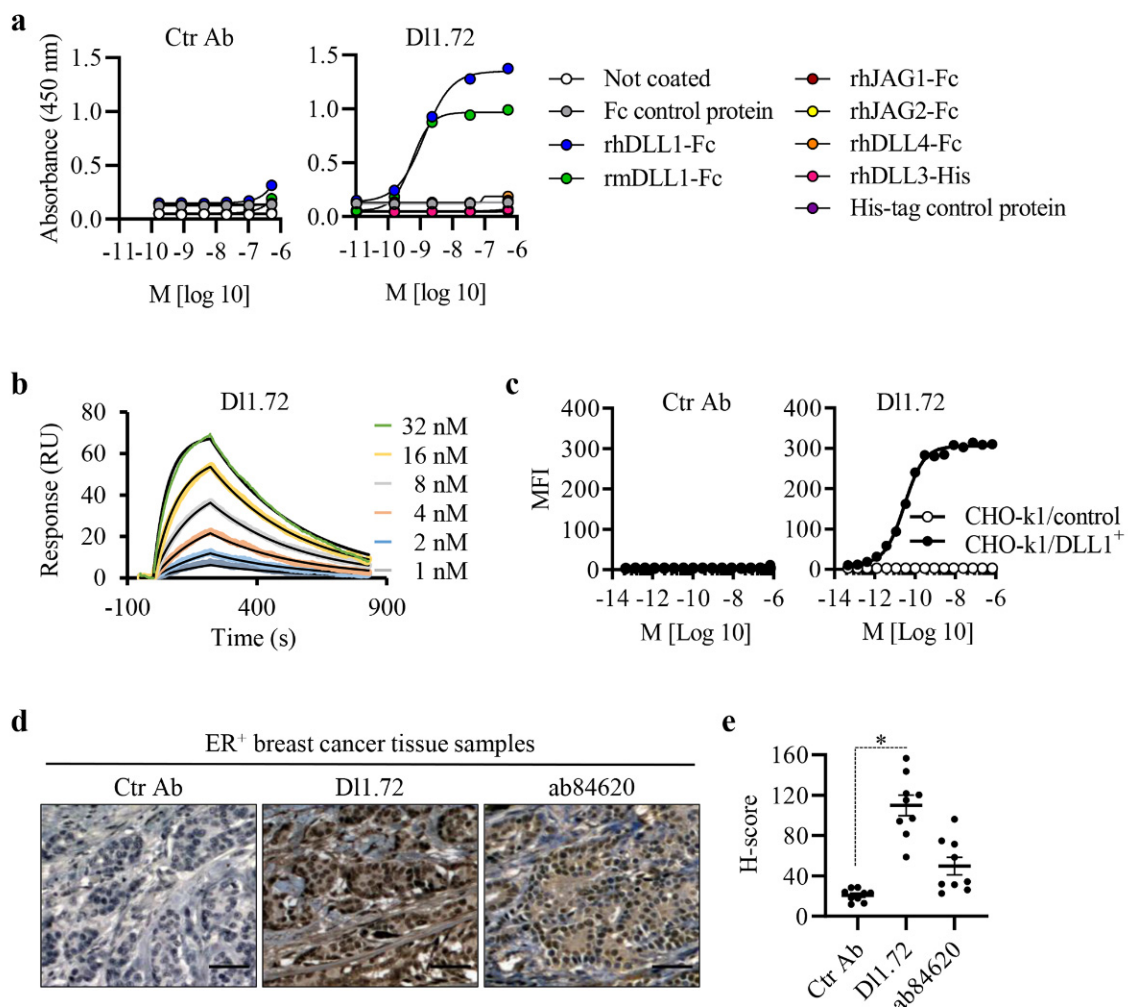 a
Ctr Ab
Dl1.72
Absorbance (450 nm)
1.5
1.0
0.5
0.0
-11 -10 -9 -8 -7 -6
M [log 10]
1.5
1.0
0.5
0.0
-11 -10 -9 -8 -7 -6
M [log 10]
Not coated
Fc control protein
rhDLL1-Fc
rmDLL1-Fc
rhJAG1-Fc
rhJAG2-Fc
rhDLL4-Fc
rhDLL3-His
His-tag control protein
b
Dl1.72
Response (RU)
80
60
40
20
0
-100 400 900
Time (s)
32 nM
16 nM
8 nM
4 nM
2 nM
1 nM
c
Ctr Ab
Dl1.72
MFI
400
300
200
100
0
-14 -12 -10 -8 -6
M [Log 10]
400
300
200
100
0
-14 -12 -10 -8 -6
M [Log 10]
CHO-k1/control
CHO-k1/DLL1+
d
ER+ breast cancer tissue samples
Ctr Ab Dl1.72 ab84620
e
*
H-score
160
120
80
40
0
Ctr Ab
Dl1.72
ab84620